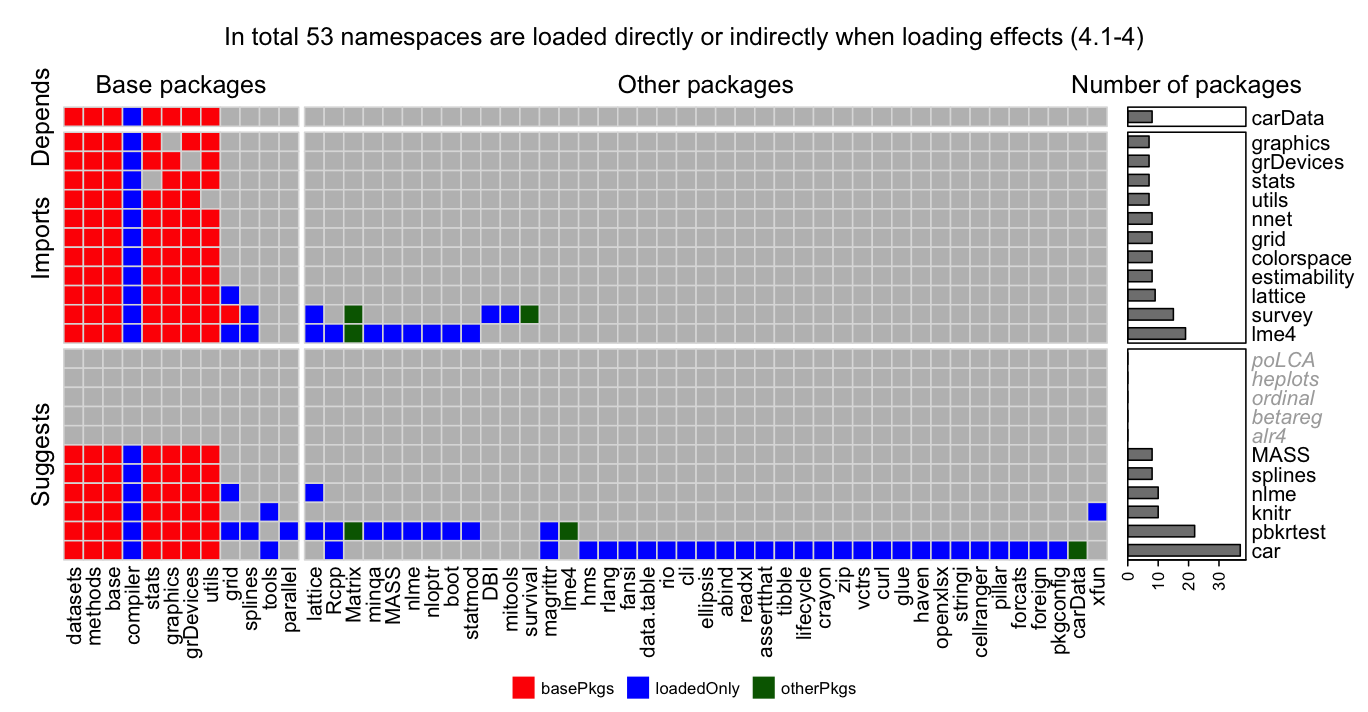 In total 53 namespaces are loaded directly or indirectly when loading effects (4.1-4)
Base packages
Other packages
Number of packages
Depends
Imports
Suggests
carData
graphics
grDevices
stats
utils
nnet
grid
colorspace
estimability
lattice
survey
lme4
poLCA
heplots
ordinal
betareg
alr4
MASS
splines
nlme
knitr
pbkrtest
car
datasets
methods
base
compiler
stats
graphics
grDevices
utils
grid
splines
tools
parallel
lattice
Rcpp
Matrix
minqa
MASS
nlme
nloptr
boot
statmod
DBI
mitools
survival
magrittr
lme4
hms
rlang
fansi
data.table
rio
cli
ellipsis
abind
readxl
assertthat
tibble
lifecycle
crayon
zip
vctrs
curl
glue
haven
openxlsx
stringi
cellranger
pillar
forcats
foreign
pkgconfig
carData
xfun
0
10
20
30
basePkgs
loadedOnly
otherPkgs